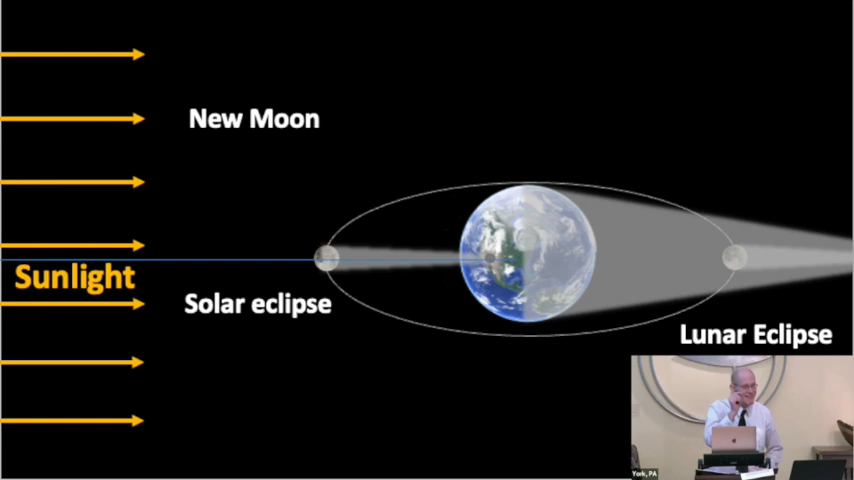 New Moon
Sunlight
Solar eclipse
Lunar Eclipse
York, PA